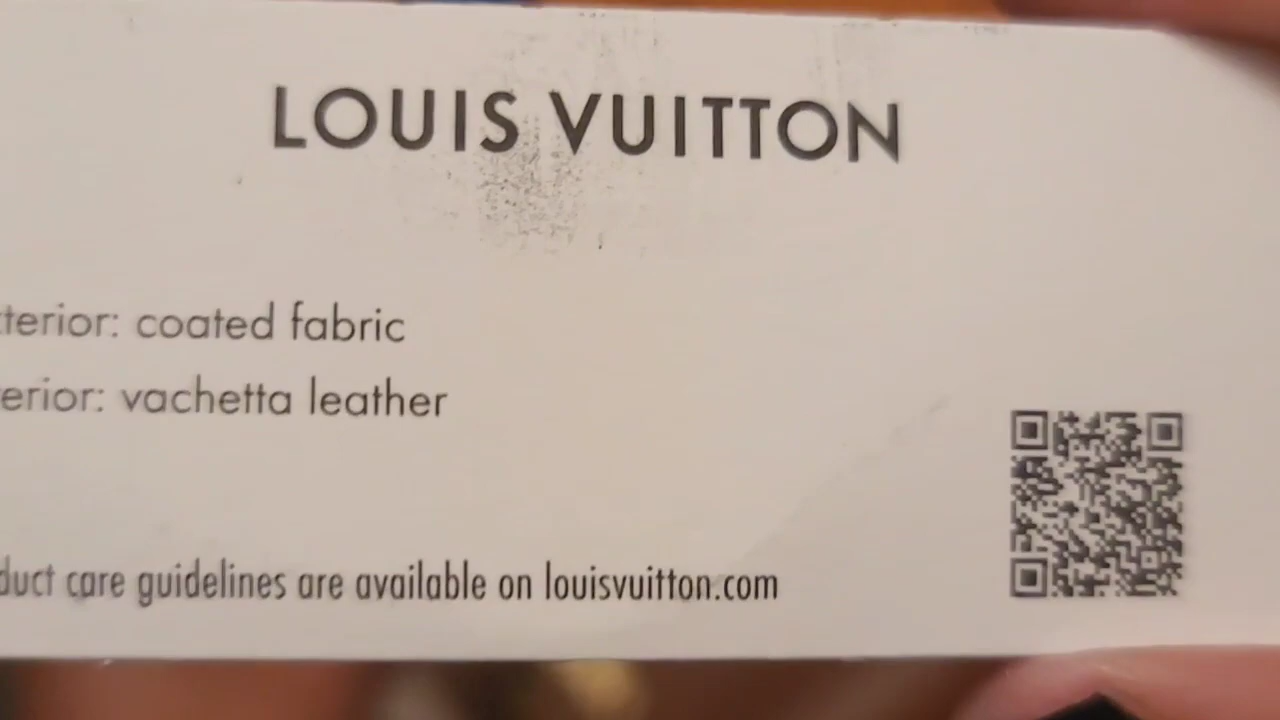 LOUIS VUITTON
terior: coated fabric
erior: vachetta leather
duct care guidelines are available on louisvuitton.com